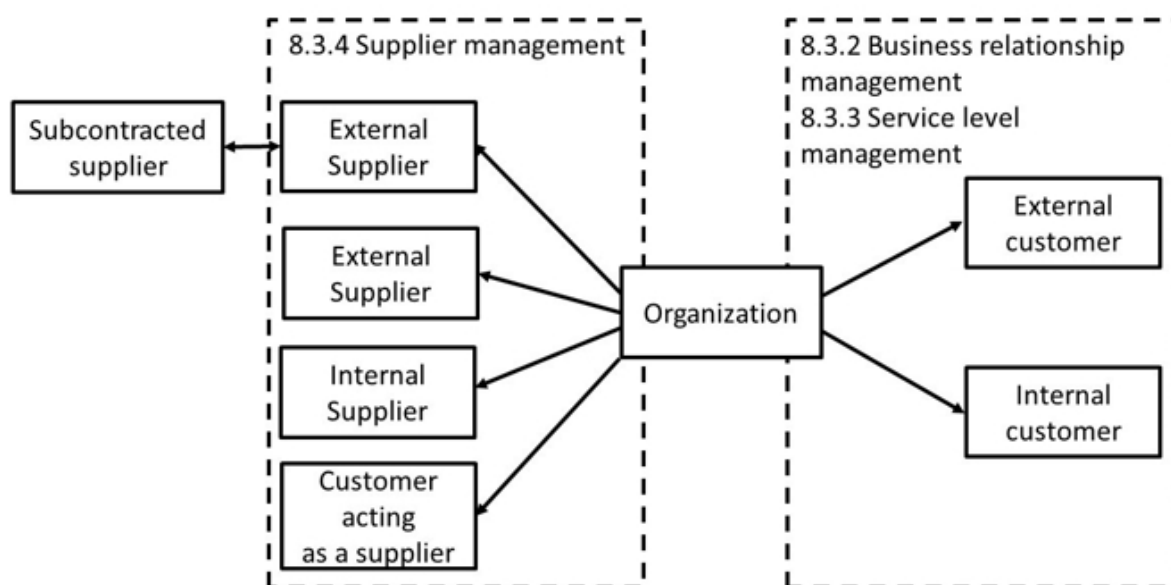 8.3.4 Supplier management
Subcontracted
supplier
External
Supplier
External
Supplier
Internal
Supplier
Customer
acting
as a supplier
Organization
8.3.2 Business relationship
management
8.3.3 Service level
management
External
customer
Internal
customer